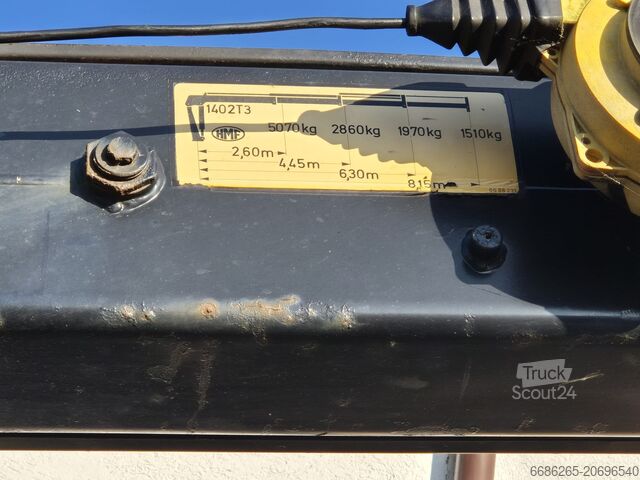 1402T3
HMF
5070kg 2860kg 1970kg 1510kg
2,60m
4,45m
6,30m
8,15m
Truck
Scout24
6686265-20696540